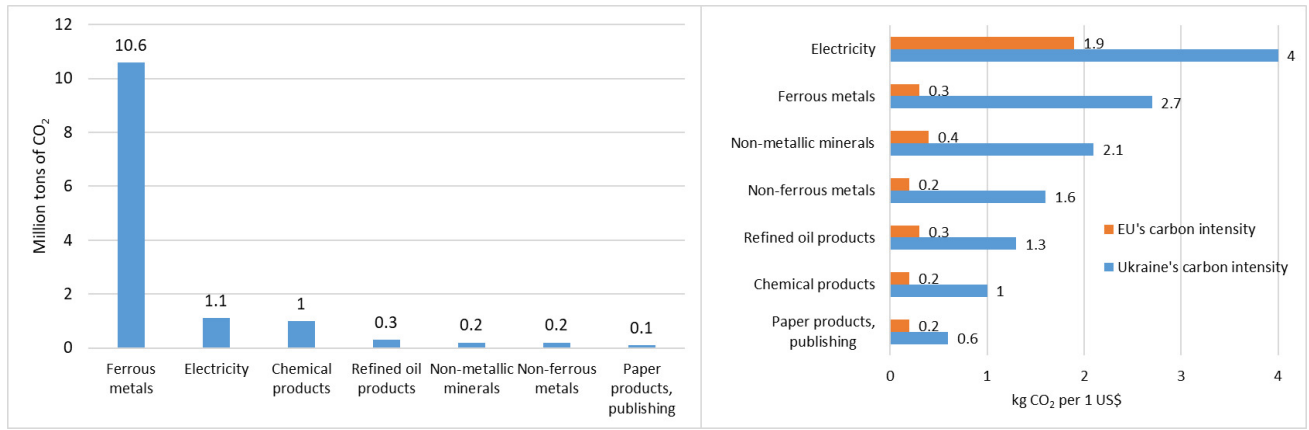 12
10
8
6
4
2
0
Million tons of CO2
10.6
1.1
1
0.3
0.2
0.2
0.1
Ferrous
metals
Electricity
Chemical
products
Refined oil
products
Non-metallic
minerals
Non-ferrous
metals
Paper
products,
publishing
Electricity
1.9
4
Ferrous metals
0.3
2.7
Non-metallic minerals
0.4
2.1
Non-ferrous metals
0.2
1.6
Refined oil products
0.3
1.3
Chemical products
0.2
1
Paper products,
publishing
0.2
0.6
EU's carbon intensity
Ukraine's carbon intensity
0 1 2 3 4
kg CO2 per 1 US$